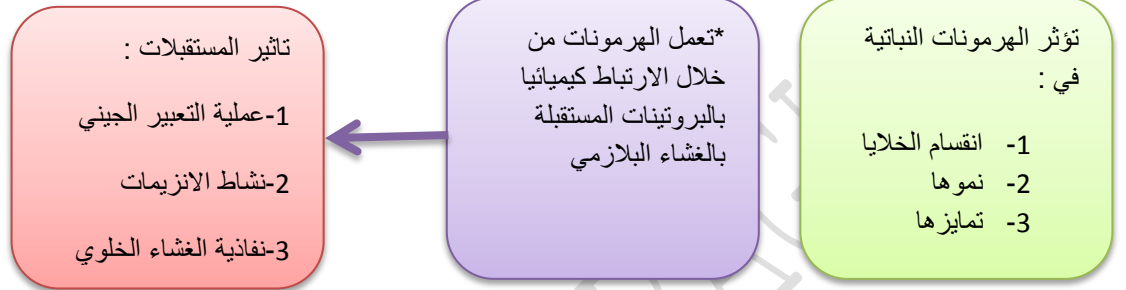 تؤثر الهرمونات النباتية
في :
1- انقسام الخلايا
2- نموها
3- تمايزها
*تعمل الهرمونات من
خلال الارتباط كيميائيا
بالبروتينات المستقبلة
بالغشاء البلازمي
تاثير المستقبلات :
1-عملية التعبير الجيني
2-نشاط الانزيمات
3-نفاذية الغشاء الخلوي